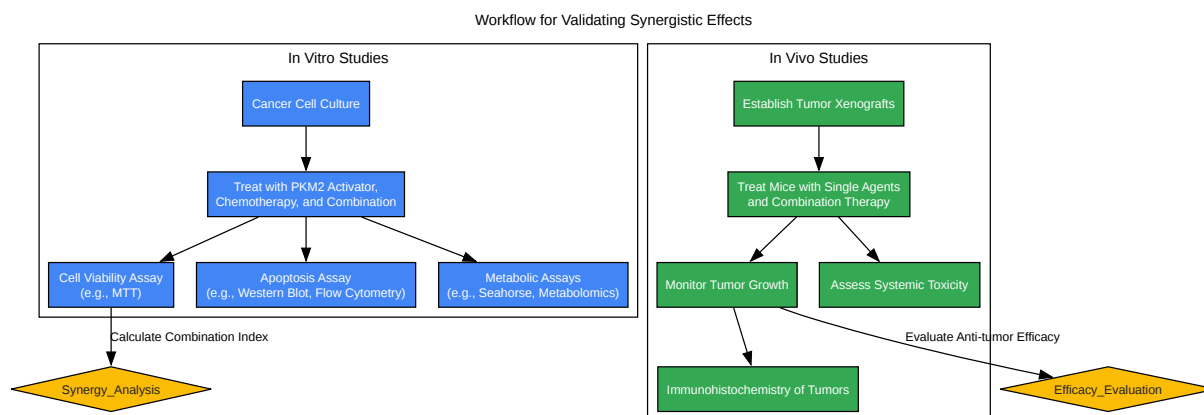 Workflow for Validating Synergistic Effects
In Vitro Studies
Cancer Cell Culture
Treat with PKM2 Activator,
Chemotherapy, and Combination
Cell Viability Assay
(e.g., MTT)
Apoptosis Assay
(e.g., Western Blot, Flow Cytometry)
Metabolic Assays
(e.g., Seahorse, Metabolomics)
Calculate Combination Index
Synergy_Analysis
In Vivo Studies
Establish Tumor Xenografts
Treat Mice with Single Agents
and Combination Therapy
Monitor Tumor Growth
Assess Systemic Toxicity
Evaluate Anti-tumor Efficacy
Immunohistochemistry of Tumors
Efficacy_Evaluation